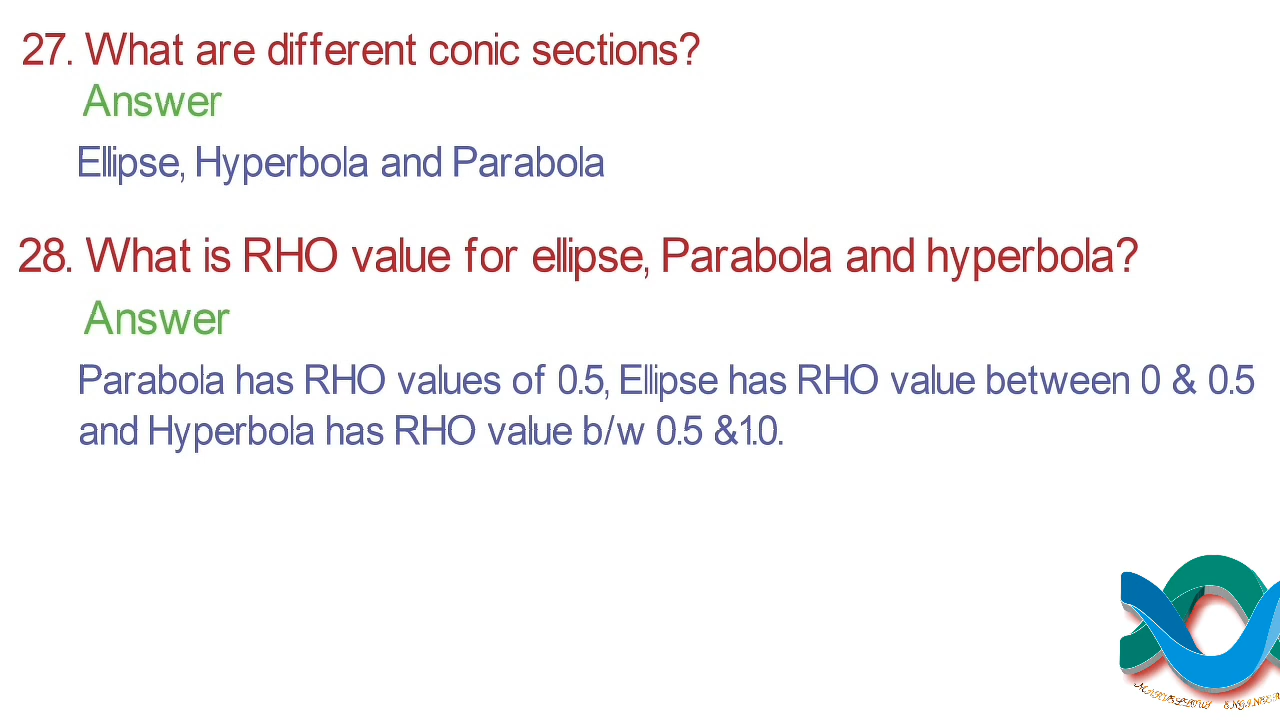 27. What are different conic sections?
Answer
Ellipse, Hyperbola and Parabola
28. What is RHO value for ellipse, Parabola and hyperbola?
Answer
Parabola has RHO values of 0.5, Ellipse has RHO value between 0 & 0.5
and Hyperbola has RHO value b/w 0.5 &1.0.